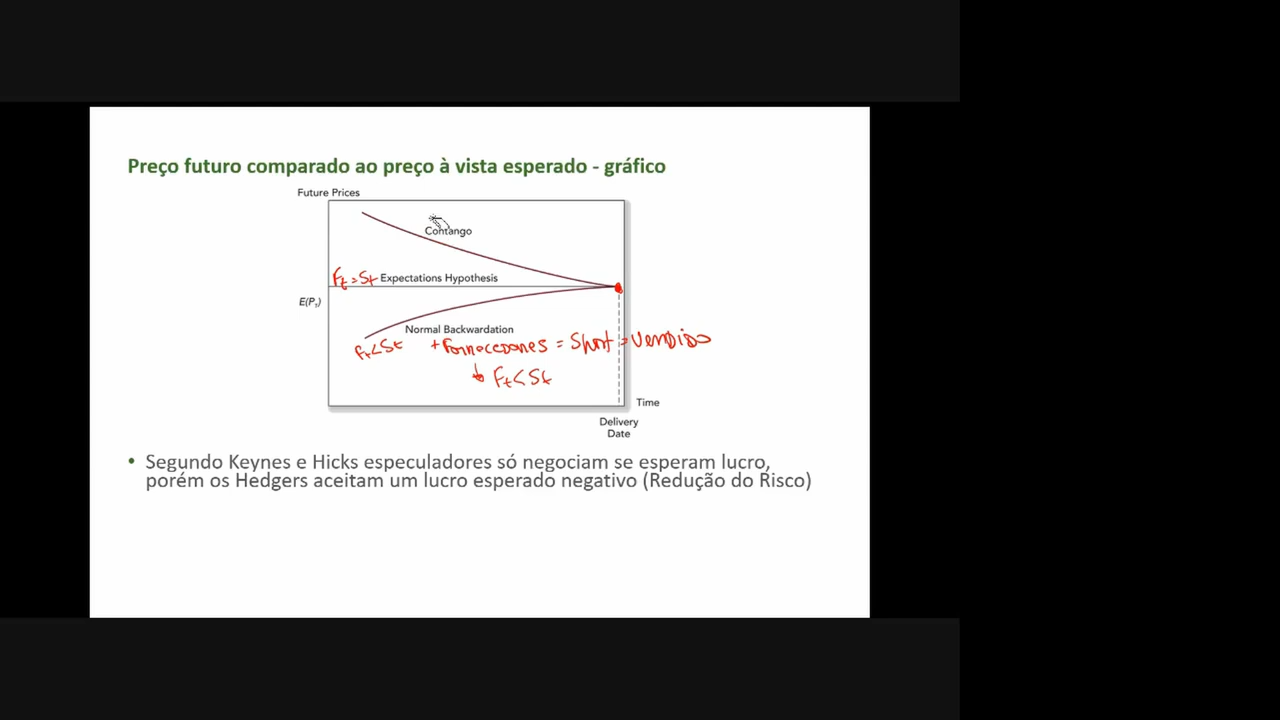 Preço futuro comparado ao preço à vista esperado - gráfico
Future Prices
Contango
Ft = St Expectations Hypothesis
E(P₁)
Normal Backwardation
Ft < St + Fornecedores = Short = Vendido
Ft < St
Time
Delivery
Date
• Segundo Keynes e Hicks especuladores só negociam se esperam lucro,
porém os Hedgers aceitam um lucro esperado negativo (Redução do Risco)